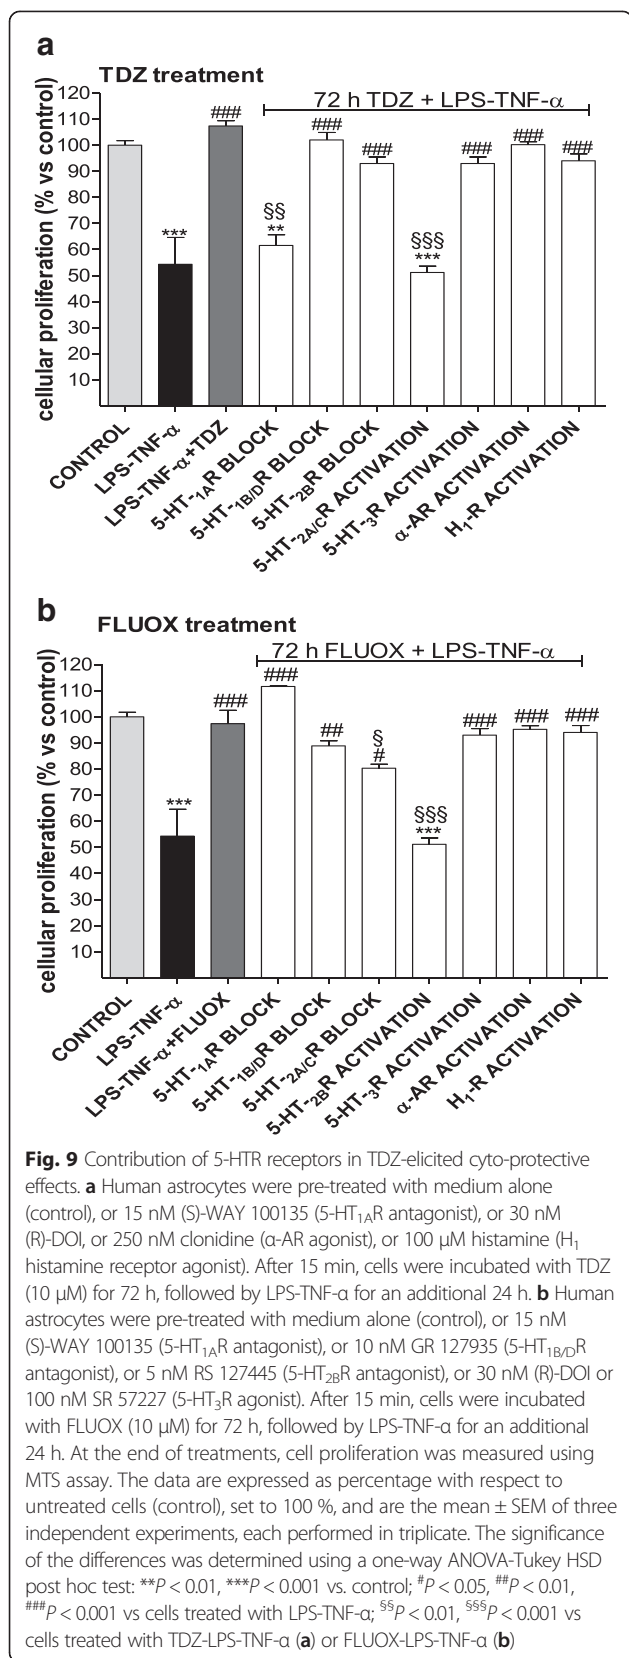 a
TDZ treatment
72 h TDZ + LPS-TNF-α
cellular proliferation (% vs control)
120
110
100
90
80
70
60
50
40
30
20
10
***
###
§§
**
###
###
§§§
***
###
###
###
CONTROL
LPS-TNF-α
LPS-TNF-α+TDZ
5-HT-1AR BLOCK
5-HT-1B/DR BLOCK
5-HT-2BR BLOCK
5-HT-2A/CR ACTIVATION
5-HT-3R ACTIVATION
α-AR ACTIVATION
H1-R ACTIVATION
b
FLUOX treatment
72 h FLUOX + LPS-TNF-α
cellular proliferation (% vs control)
120
110
100
90
80
70
60
50
40
30
20
10
***
###
###
##
§
#
§§§
***
###
###
###
CONTROL
LPS-TNF-α
LPS-TNF-α+FLUOX
5-HT-1AR BLOCK
5-HT-1B/DR BLOCK
5-HT-2A/CR BLOCK
5-HT-2BR ACTIVATION
5-HT-3R ACTIVATION
α-AR ACTIVATION
H1-R ACTIVATION
Fig. 9 Contribution of 5-HTR receptors in TDZ-elicited cyto-protective
effects. a Human astrocytes were pre-treated with medium alone
(control), or 15 nM (S)-WAY 100135 (5-HT1AR antagonist), or 30 nM
(R)-DOI, or 250 nM clonidine (α-AR agonist), or 100 μM histamine (H1
histamine receptor agonist). After 15 min, cells were incubated with TDZ
(10 μM) for 72 h, followed by LPS-TNF-α for an additional 24 h. b Human
astrocytes were pre-treated with medium alone (control), or 15 nM
(S)-WAY 100135 (5-HT1AR antagonist), or 10 nM GR 127935 (5-HT1B/DR
antagonist), or 5 nM RS 127445 (5-HT2BR antagonist), or 30 nM (R)-DOI or
100 nM SR 57227 (5-HT3R agonist). After 15 min, cells were incubated
with FLUOX (10 μM) for 72 h, followed by LPS-TNF-α for an additional
24 h. At the end of treatments, cell proliferation was measured using
MTS assay. The data are expressed as percentage with respect to
untreated cells (control), set to 100 %, and are the mean ± SEM of three
independent experiments, each performed in triplicate. The significance
of the differences was determined using a one-way ANOVA-Tukey HSD
post hoc test: **P < 0.01, ***P < 0.001 vs. control; #P < 0.05, ##P < 0.01,
###P < 0.001 vs cells treated with LPS-TNF-α; §§P < 0.01, §§§P < 0.001 vs
cells treated with TDZ-LPS-TNF-α (a) or FLUOX-LPS-TNF-α (b)